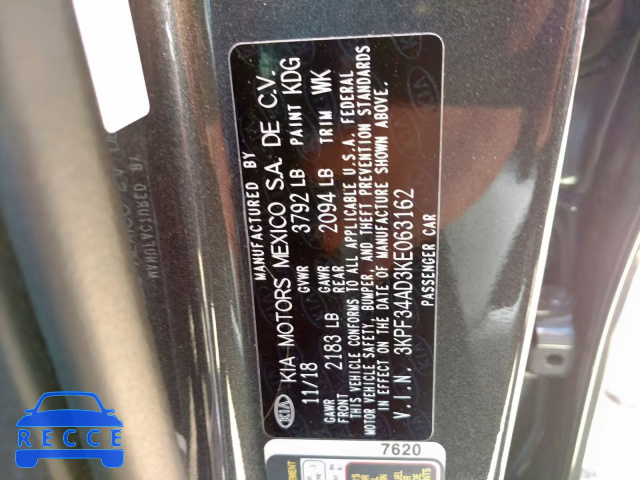 MANUFACTURED BY
KIA KIA MOTORS MEXICO S.A. DE C.V. KIA
11/18 GVWR 3792 LB PAINT KDG
GAWR FRONT 2183 LB GAWR REAR 2094 LB TRIM WK
THIS VEHICLE CONFORMS TO ALL APPLICABLE U.S.A. FEDERAL
MOTOR VEHICLE SAFETY, BUMPER, AND THEFT PREVENTION STANDARDS
IN EFFECT ON THE DATE OF MANUFACTURE SHOWN ABOVE.
V.I.N. 3KPF34AD3KE063162
PASSENGER CAR
7620
RECCE